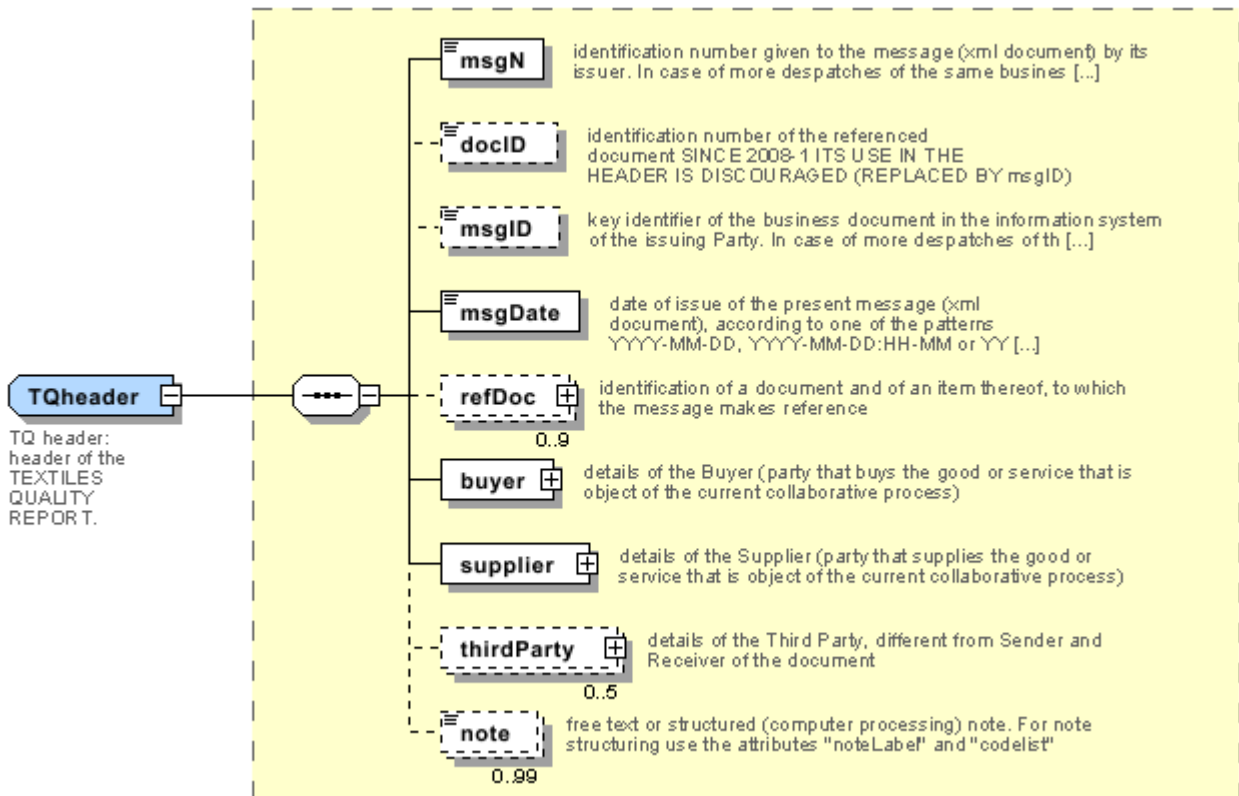 msgN
identification number given to the message (xml document) by its
issuer. In case of more despatches of the same busines [...]
docID
identification number of the referenced
document SINCE 2008-1 ITS USE IN THE
HEADER IS DISCOURAGED (REPLACED BY msgID)
msgID
key identifier of the business document in the information system
of the issuing Party. In case of more despatches of th [...]
msgDate
date of issue of the present message (xml
document), according to one of the patterns
YYYY-MM-DD, YYYY-MM-DD:HH-MM or YY [...]
TQheader
TQ header:
header of the
TEXTILES
QUALITY
REPORT.
refDoc
identification of a document and of an item thereof, to which
the message makes reference
0..9
buyer
details of the Buyer (party that buys the good or service that is
object of the current collaborative process)
supplier
details of the Supplier (party that supplies the good or
service that is object of the current collaborative process)
thirdParty
details of the Third Party, different from Sender and
Receiver of the document
0..5
note
free text or structured (computer processing) note. For note
structuring use the attributes "noteLabel" and "codelist"
0..99